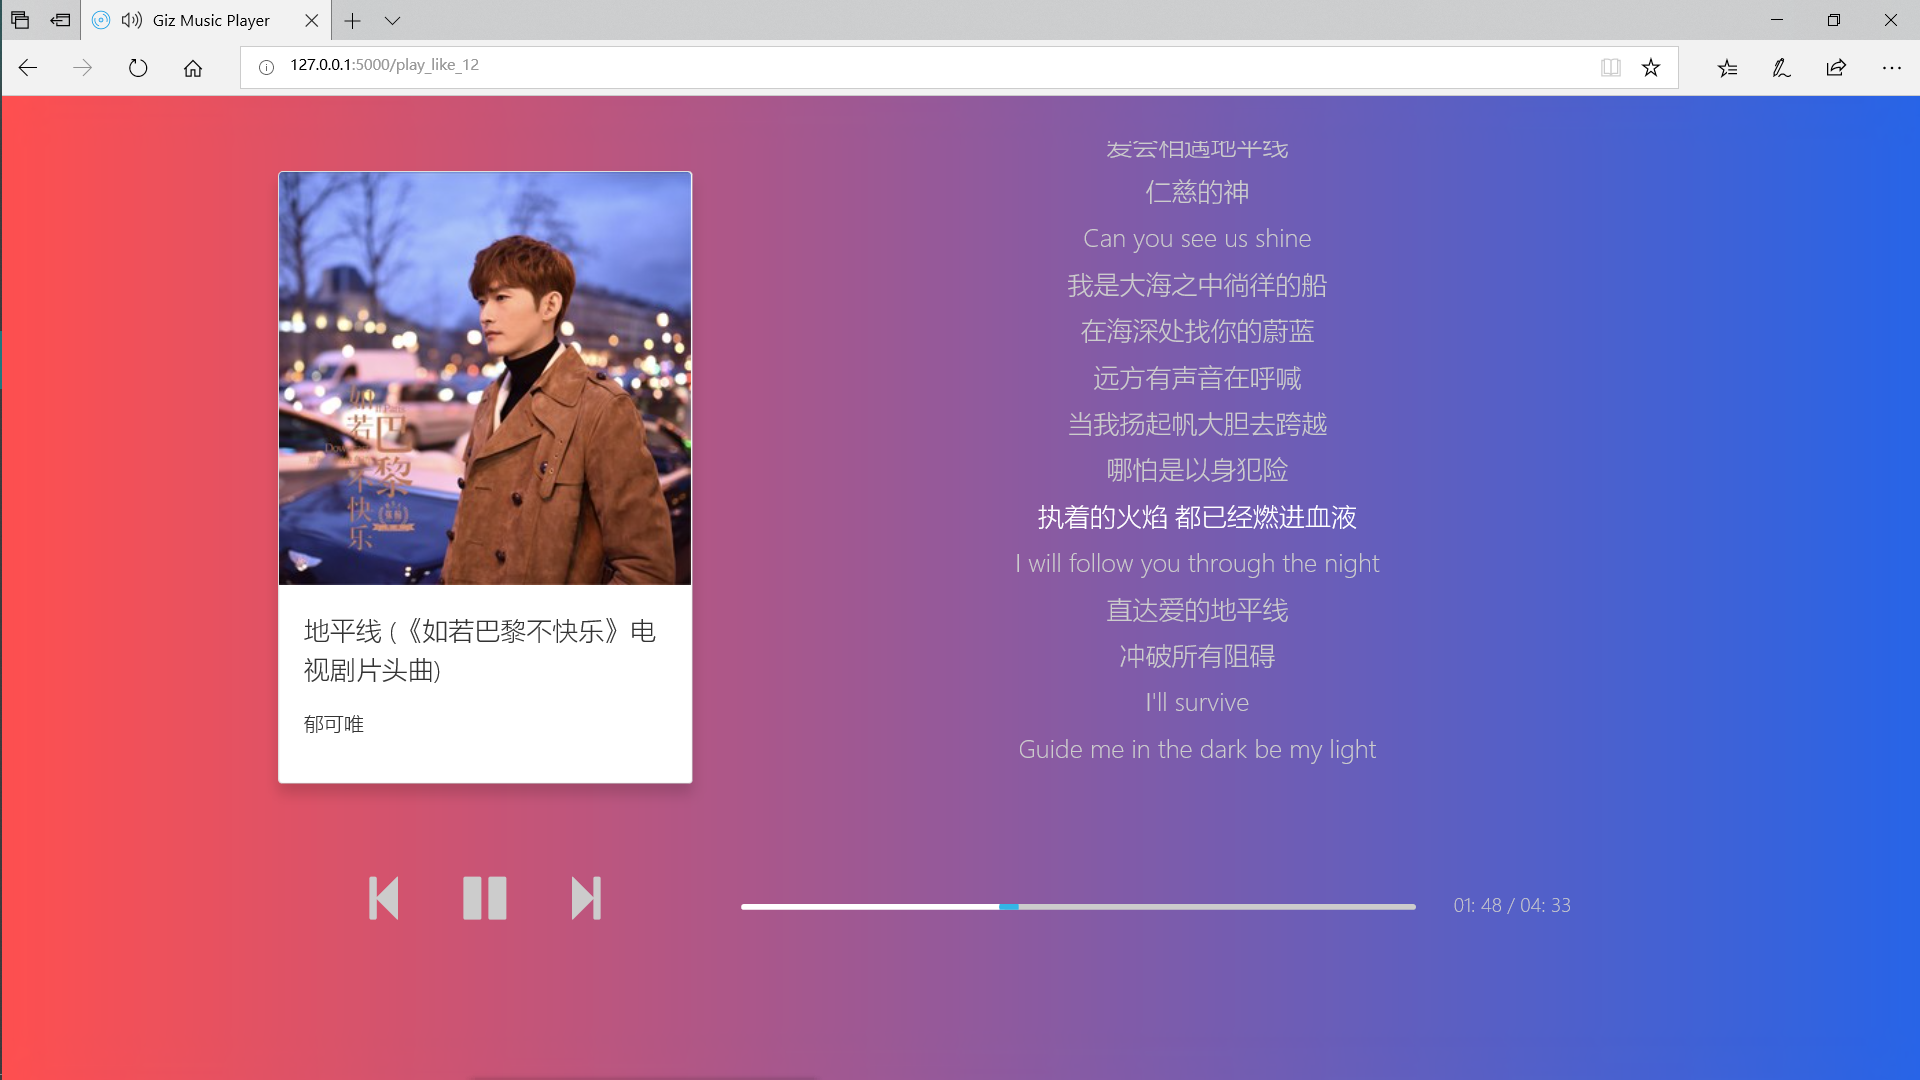 Giz Music Player
127.0.0.1:5000/play_like_12
爱会相遇地平线
仁慈的神
Can you see us shine
我是大海之中徜徉的船
在海深处找你的蔚蓝
远方有声音在呼喊
当我扬起帆大胆去跨越
哪怕是以身犯险
执着的火焰 都已经燃进血液
I will follow you through the night
直达爱的地平线
冲破所有阻碍
I'll survive
Guide me in the dark be my light
如若
巴黎
不快乐
地平线 (《如若巴黎不快乐》电
视剧片头曲)
郁可唯
01: 48 / 04: 33